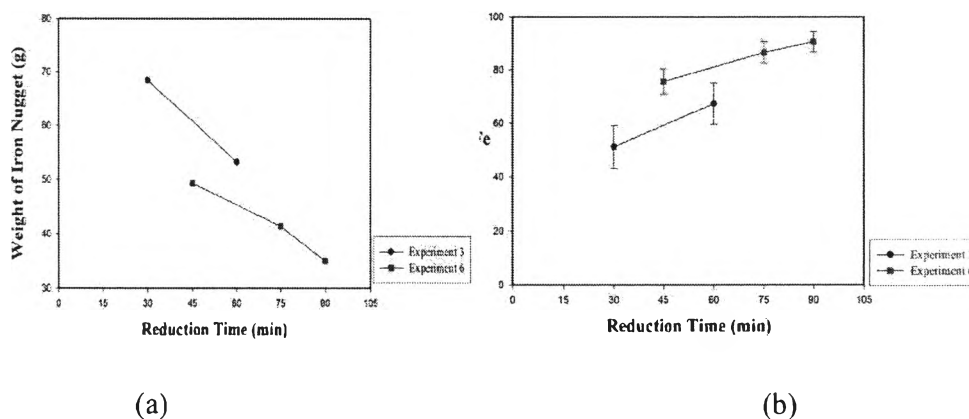 80
70
60
50
40
30
Weight of Iron Nugget (g)
0 15 30 45 60 75 90 105
Reduction Time (min)
Experiment 3
Experiment 6
(a)
100
80
60
40
20
0
0 15 30 45 60 75 90 105
Reduction Time (min)
Experiment
Experiment
(b)